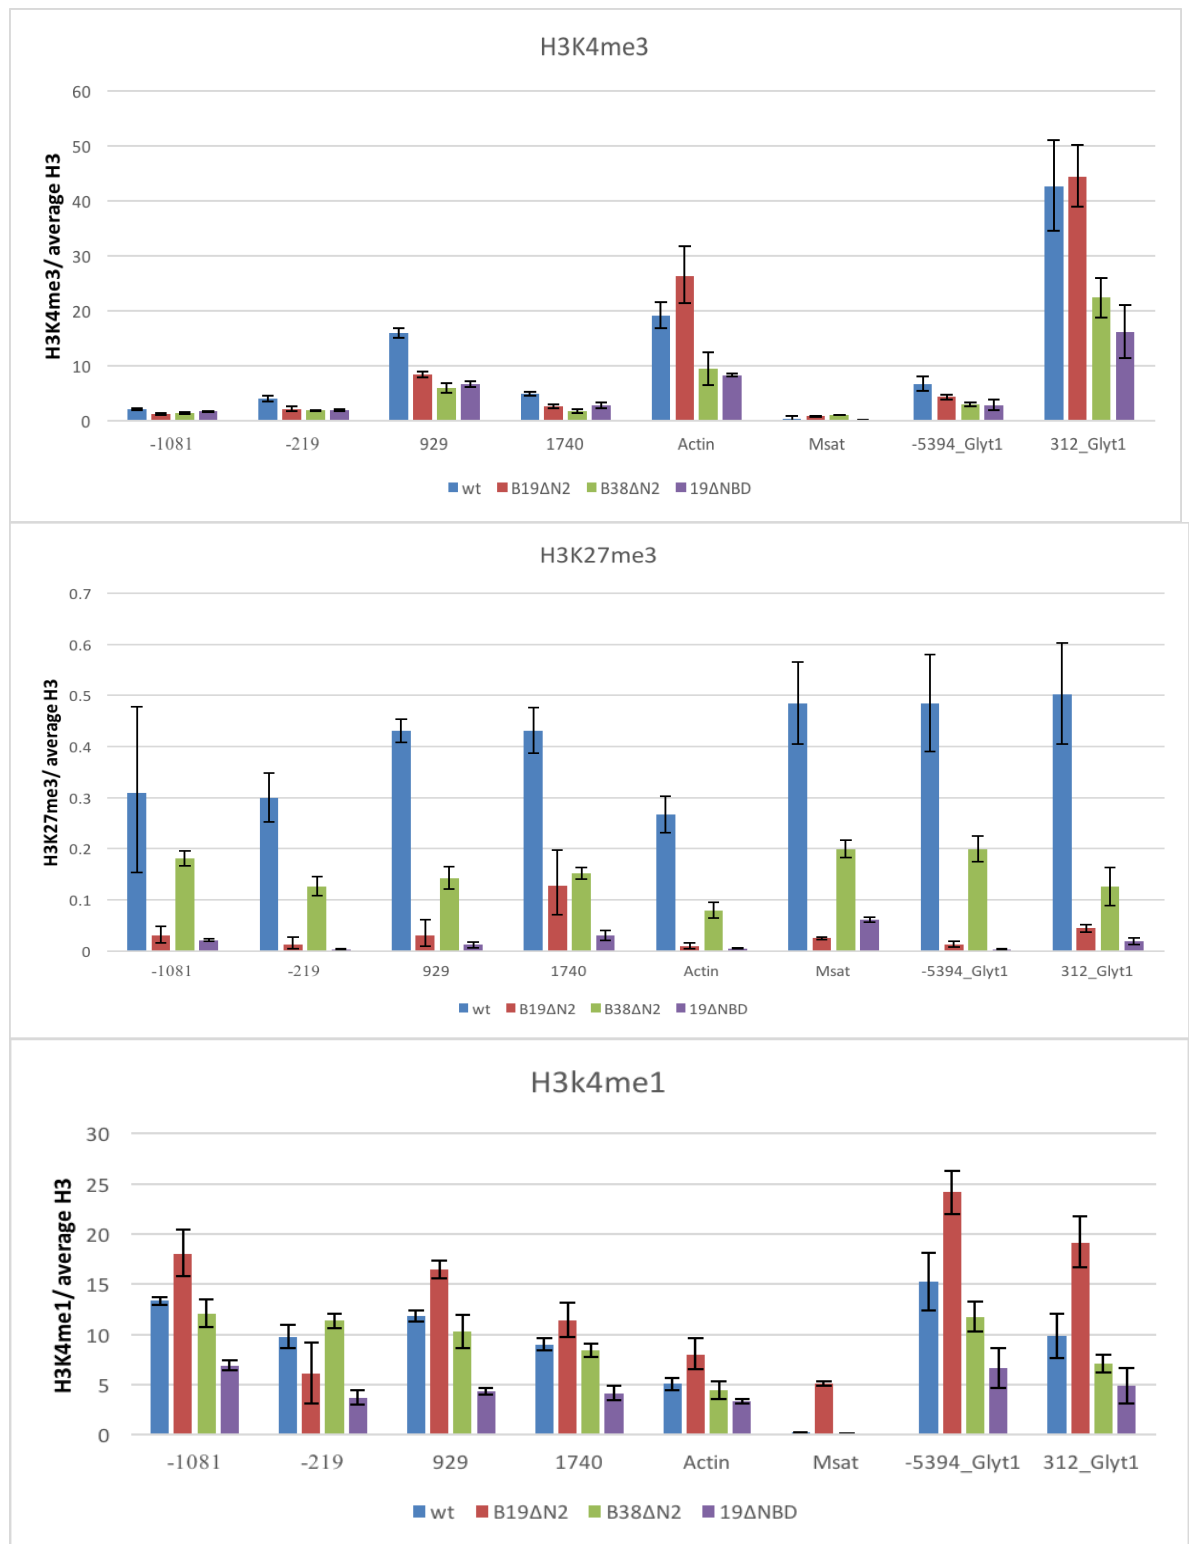 H3K4me3
H3K4me3/ average H3
60
50
40
30
20
10
0
-1081 -219 929 1740 Actin Msat -5394_Glyt1 312_Glyt1
wt B19ΔN2 B38ΔN2 19ΔNBD
H3K27me3
H3K27me3/ average H3
0.7
0.6
0.5
0.4
0.3
0.2
0.1
0
-1081 -219 929 1740 Actin Msat -5394_Glyt1 312_Glyt1
wt B19ΔN2 B38ΔN2 19ΔNBD
H3k4me1
H3K4me1/ average H3
30
25
20
15
10
5
0
-1081 -219 929 1740 Actin Msat -5394_Glyt1 312_Glyt1
wt B19ΔN2 B38ΔN2 19ΔNBD